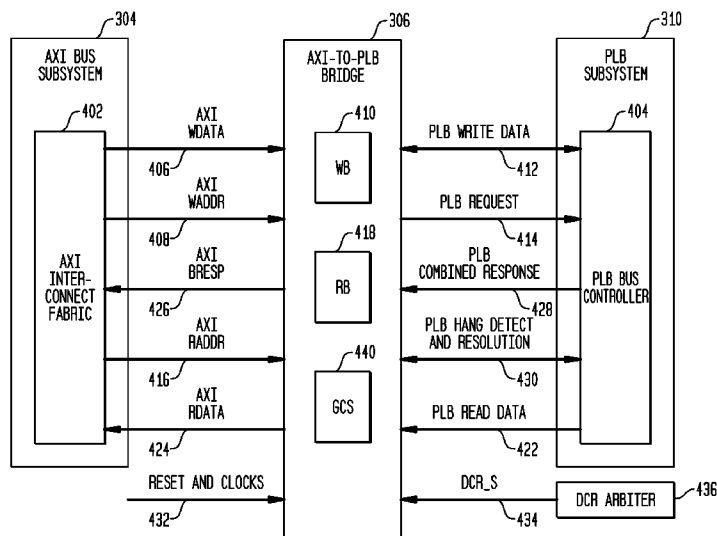 304
306
310
AXI BUS
SUBSYSTEM
AXI-TO-PLB
BRIDGE
PLB
SUBSYSTEM
402
410
404
AXI
WDATA
406
WB
PLB WRITE DATA
412
AXI
WADDR
408
PLB REQUEST
414
418
RB
AXI
INTER-
CONNECT
FABRIC
AXI
BRESP
426
PLB
COMBINED RESPONSE
428
PLB BUS
CONTROLLER
AXI
RADDR
416
PLB HANG DETECT
AND RESOLUTION
430
440
GCS
AXI
RDATA
424
PLB READ DATA
422
RESET AND CLOCKS
432
DCR_S
434
DCR ARBITER
436